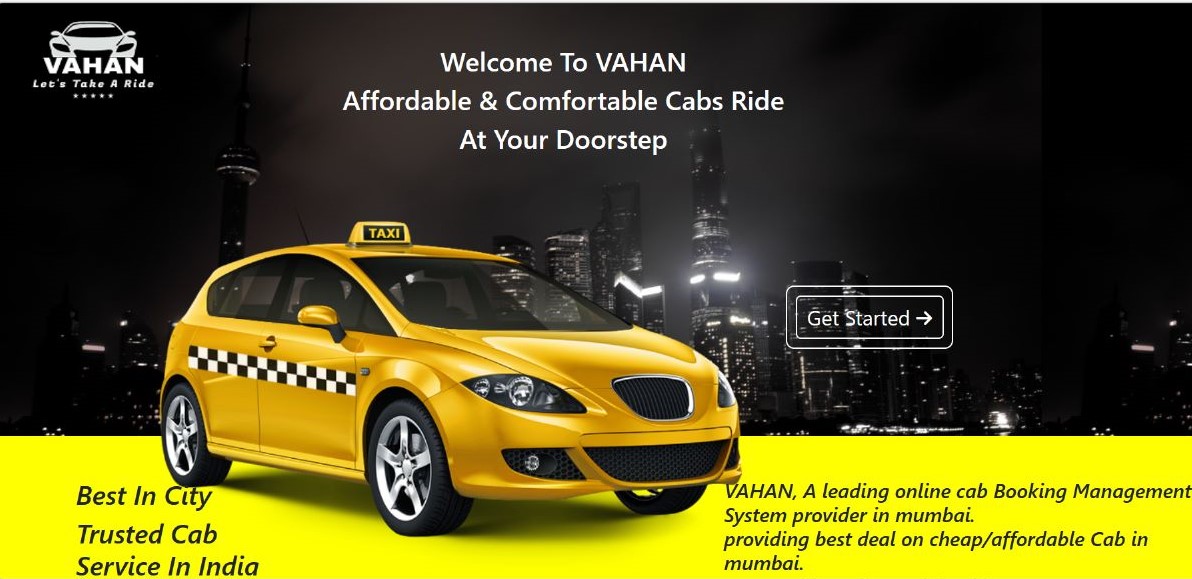 VAHAN
Let's Take A Ride
Welcome To VAHAN
Affordable & Comfortable Cabs Ride
At Your Doorstep
TAXI
Get Started →
Best In City
Trusted Cab
Service In India
VAHAN, A leading online cab Booking Management
System provider in mumbai.
providing best deal on cheap/affordable Cab in
mumbai.